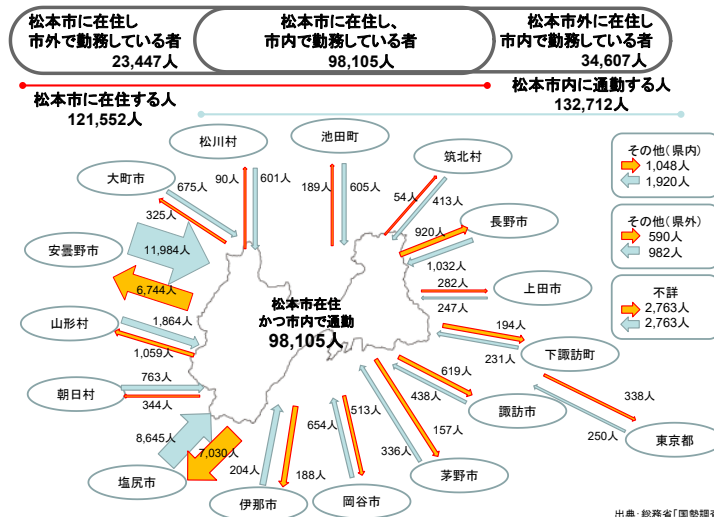 松本市に在住し
市外で勤務している者
23,447人
松本市に在住し、
市内で勤務している者
98,105人
松本市外に在住し
市内で勤務している者
34,607人
松本市に在住する人
121,552人
松本市内に通勤する人
132,712人
松川村
90人
601人
池田町
189人
605人
筑北村
54人
413人
大町市
675人
325人
長野市
920人
1,032人
安曇野市
11,984人
6,744人
上田市
282人
247人
山形村
1,864人
1,059人
松本市在住
かつ市内で通勤
98,105人
下諏訪町
194人
231人
朝日村
763人
344人
諏訪市
619人
438人
東京都
338人
250人
塩尻市
8,645人
7,030人
伊那市
204人
188人
岡谷市
654人
513人
茅野市
157人
336人
その他(県内)
1,048人
1,920人
その他(県外)
590人
982人
不詳
2,763人
2,763人
出典:総務省「国勢調査